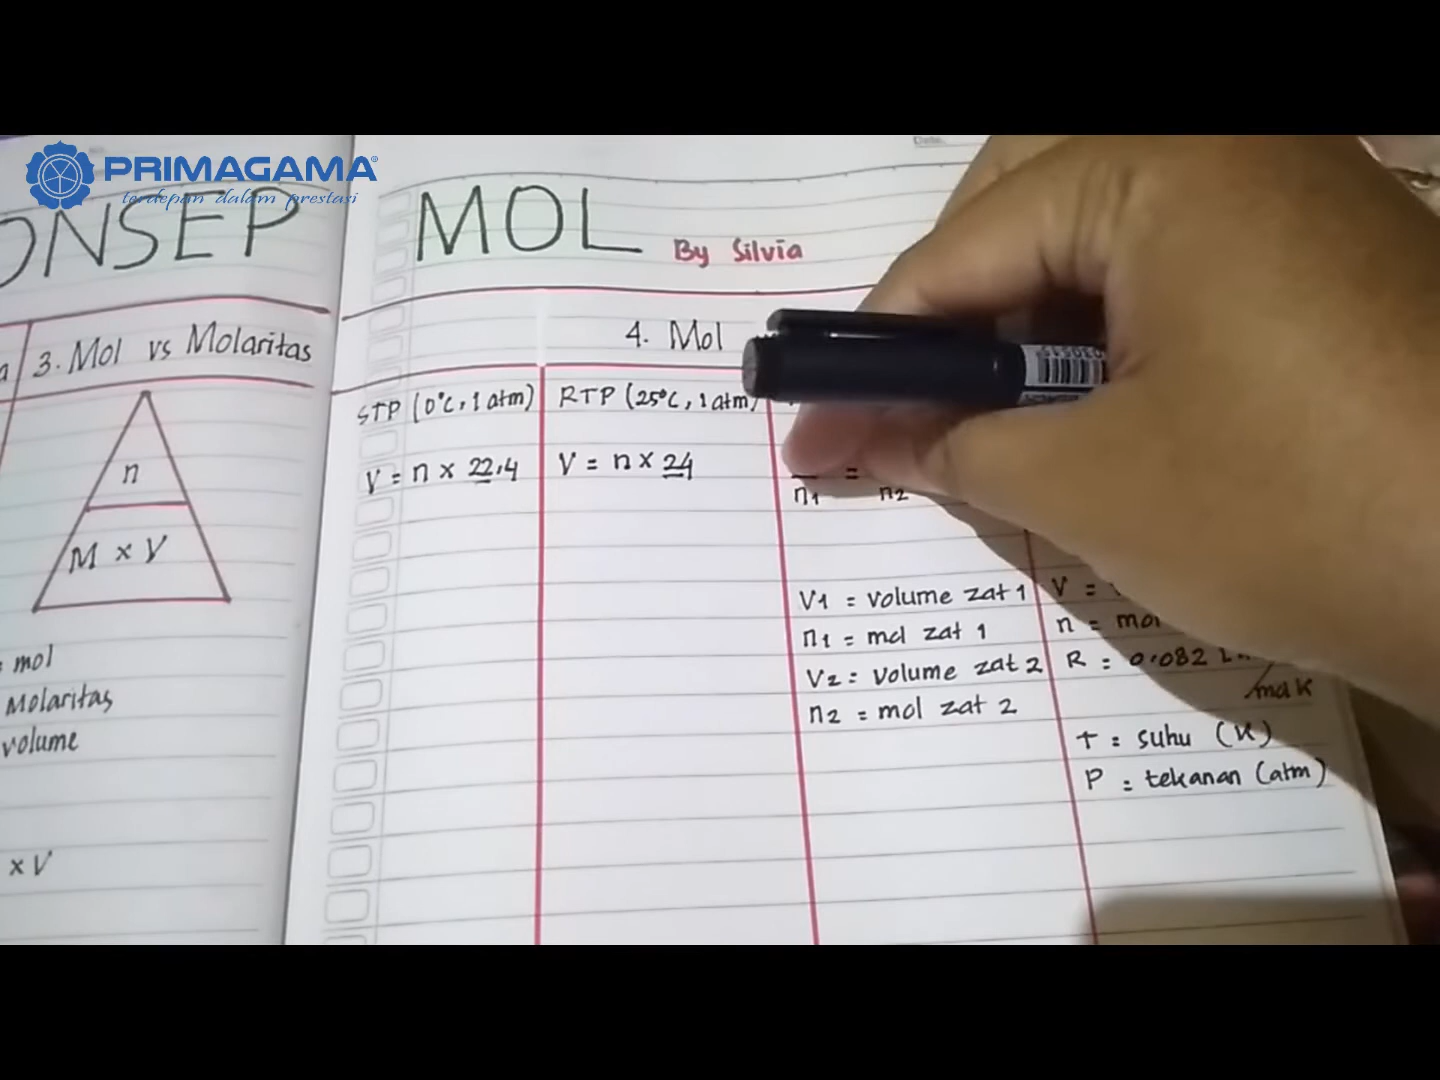 PRIMAGAMA®
terdepan dalam prestasi
ONSEP MOL
By Silvia
3. Mol vs Molaritas
n
M x V
= mol
Molaritas
volume
x V
4. Mol
STP (0°C, 1 atm)
V = n x 22,4
RTP (25°C, 1 atm)
V = n x 24
=
n1 n2
V1 = volume zat 1
n1 = mol zat 1
V2 = volume zat 2
n2 = mol zat 2
V =
n = mol
R = 0.082 L
/mol K
T = suhu (K)
P = tekanan (atm)